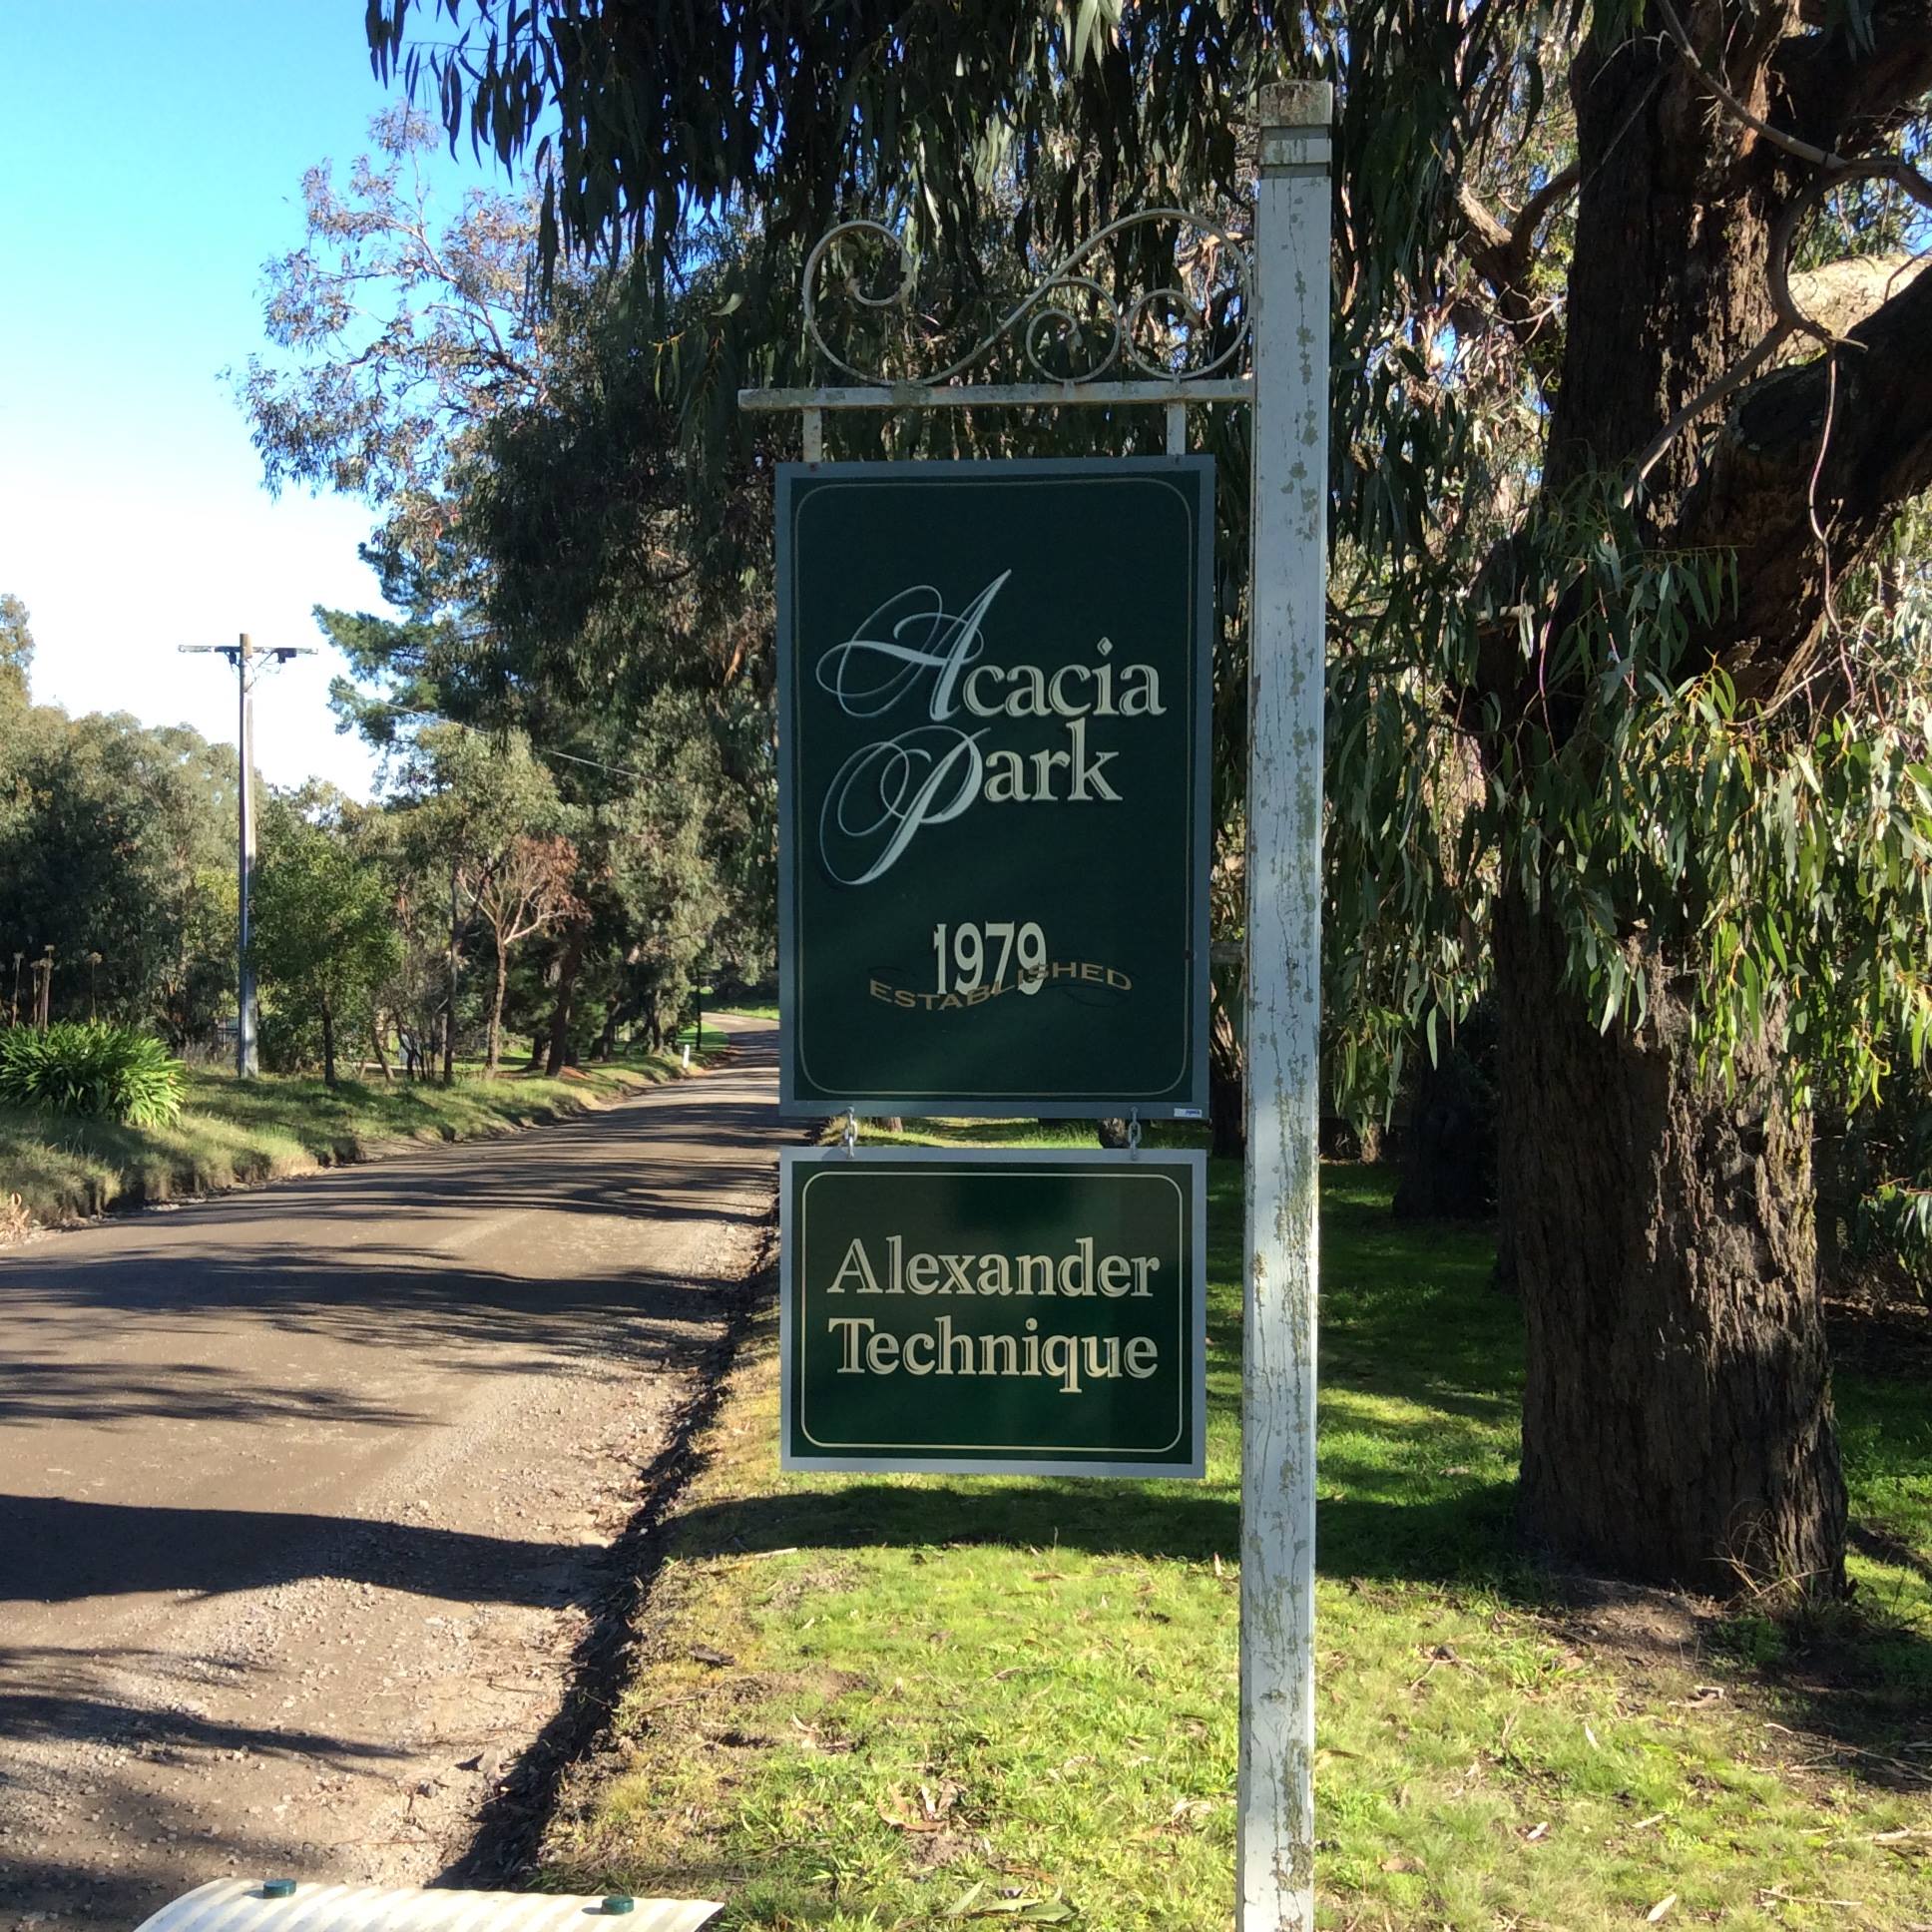 Acacia
Park
1979
ESTABLISHED
Alexander
Technique